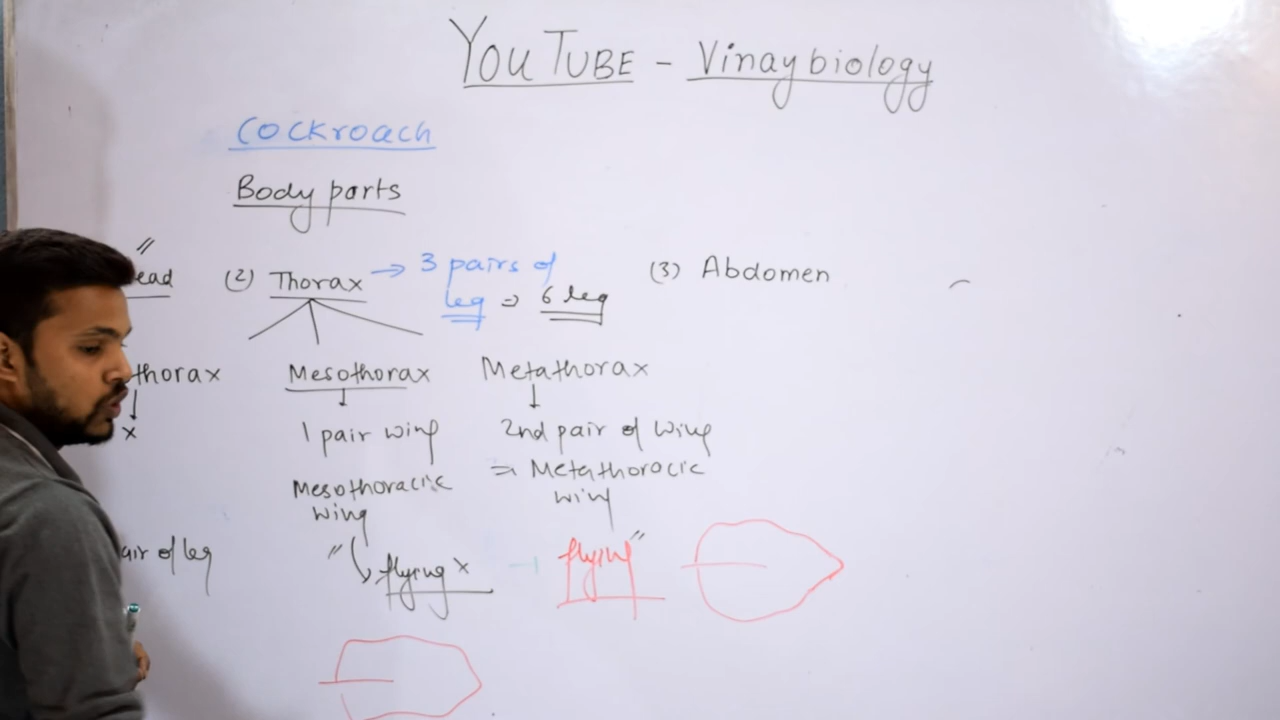 YOUTUBE - Vinaybiology
COCKROACH
Body parts
ead (2) Thorax → 3 pairs of (3) Abdomen
leg => 6 leg
thorax Mesothorax Metathorax
x 1 pair wing 2nd pair of wing
Mesothoracic => Metathoracic
wing wing
air of leg flying x flying